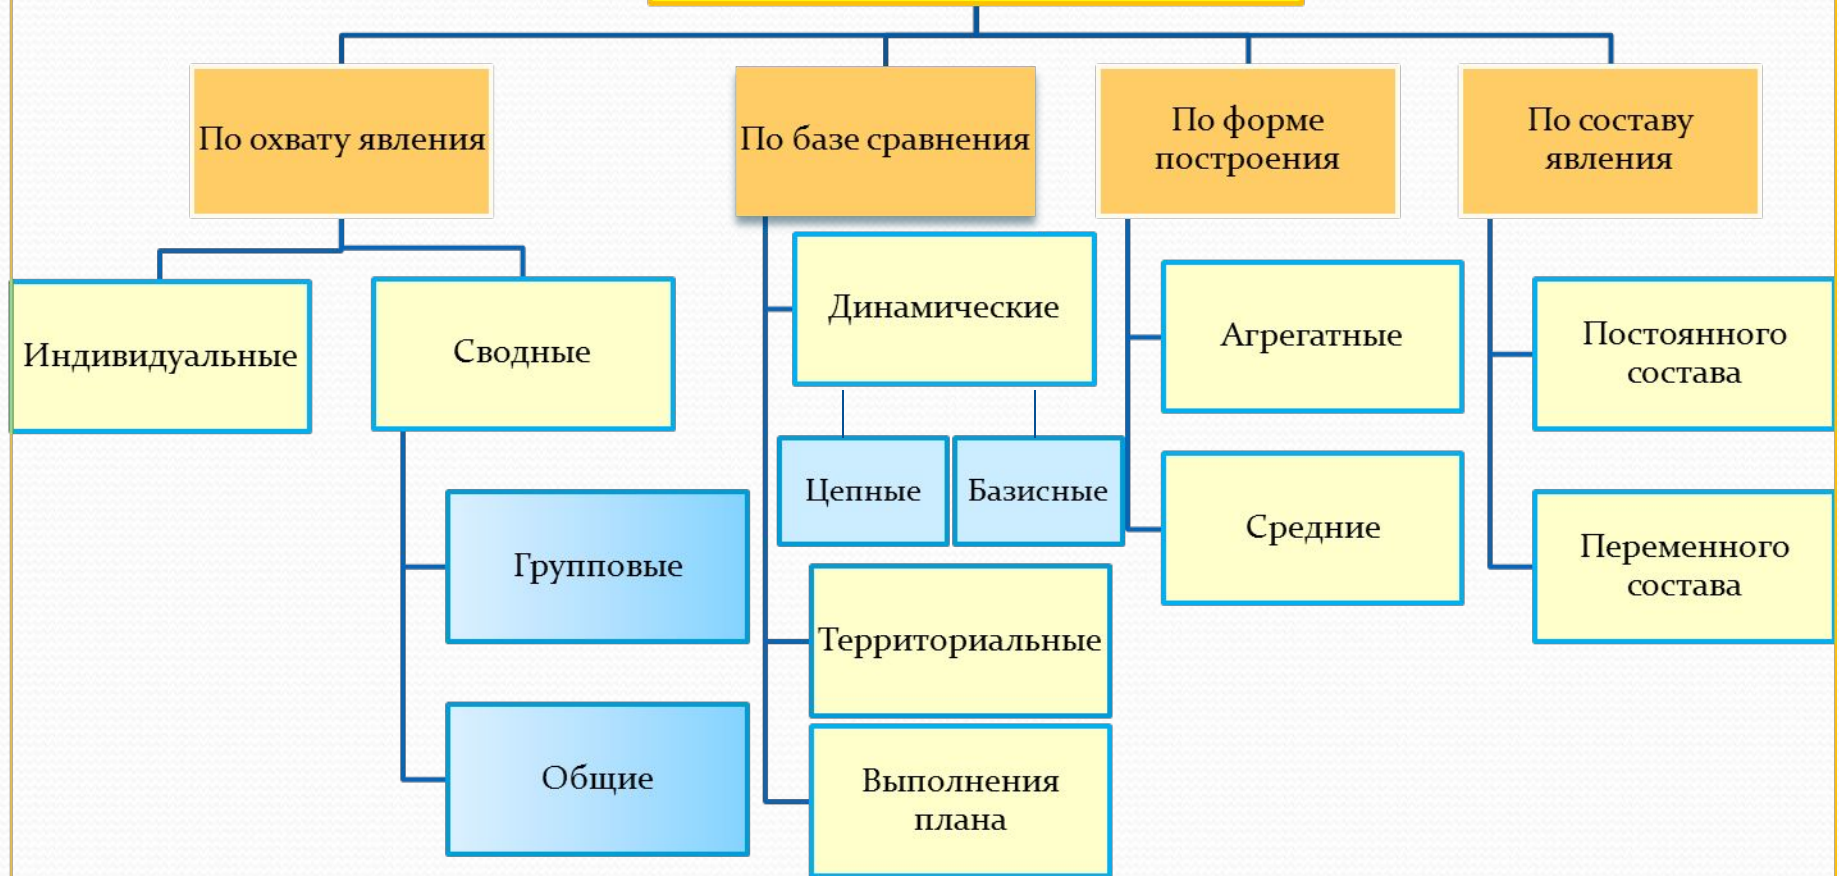 По охвату явления
По базе сравнения
По форме
построения
По составу
явления
Индивидуальные
Сводные
Групповые
Общие
Динамические
Цепные
Базисные
Территориальные
Выполнения
плана
Агрегатные
Средние
Постоянного
состава
Переменного
состава